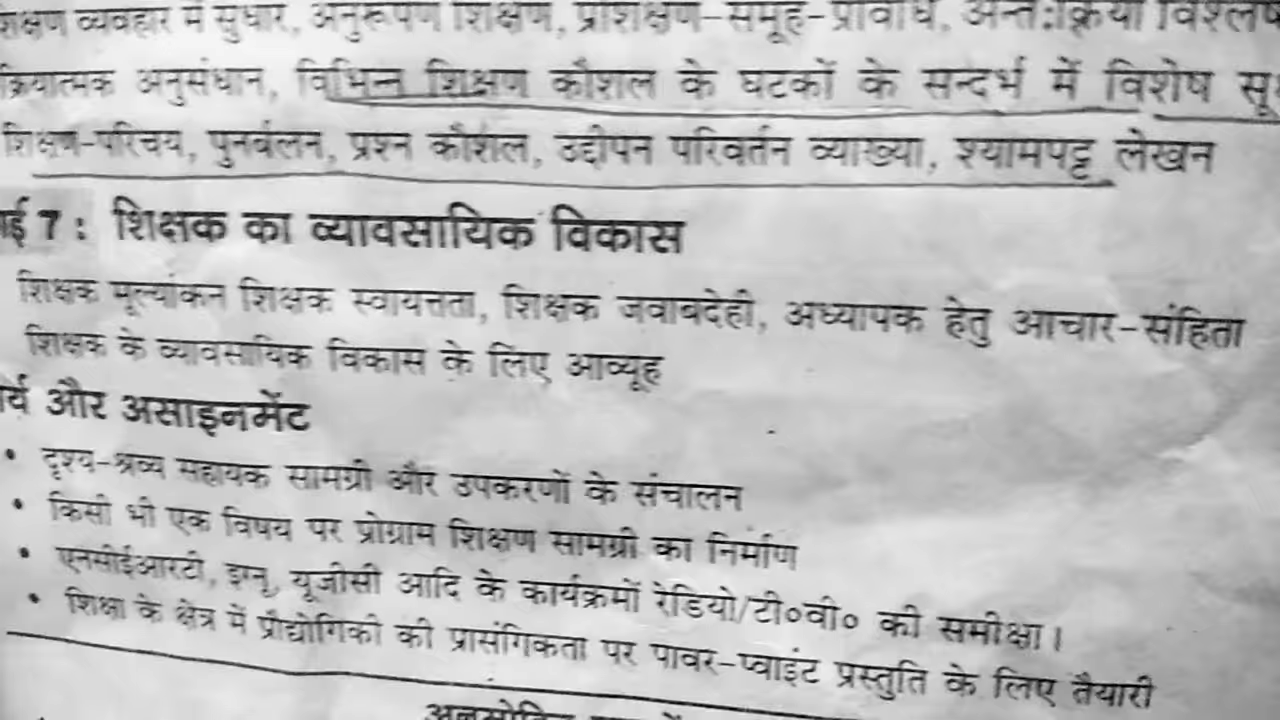 शिक्षण व्यवहार में सुधार, अनुरूपण शिक्षण, प्रशिक्षण-समूह-प्राविधि, अन्तःक्रिया
क्रियात्मक अनुसंधान, विभिन्न शिक्षण कौशल के घटकों के सन्दर्भ में विशेष
शिक्षण-परिचय, पुनर्बलन, प्रश्न कौशल, उद्दीपन परिवर्तन व्याख्या, श्यामपट्ट लेखन
ई 7 : शिक्षक का व्यावसायिक विकास
शिक्षक मूल्यांकन शिक्षक स्वायत्तता, शिक्षक जवाबदेही, अध्यापक हेतु आचार-संहिता
शिक्षक के व्यावसायिक विकास के लिए आव्यूह
र्य और असाइनमेंट
• दृश्य-श्रव्य सहायक सामग्री और उपकरणों के संचालन
• किसी भी एक विषय पर प्रोग्राम शिक्षण सामग्री का निर्माण
• एनसीईआरटी, इग्नू, यूजीसी आदि के कार्यक्रमों रेडियो/टी०वी० की समीक्षा।
• शिक्षा के क्षेत्र में प्रौद्योगिकी की प्रासंगिकता पर पावर-प्वाइंट प्रस्तुति के लिए तैयारी